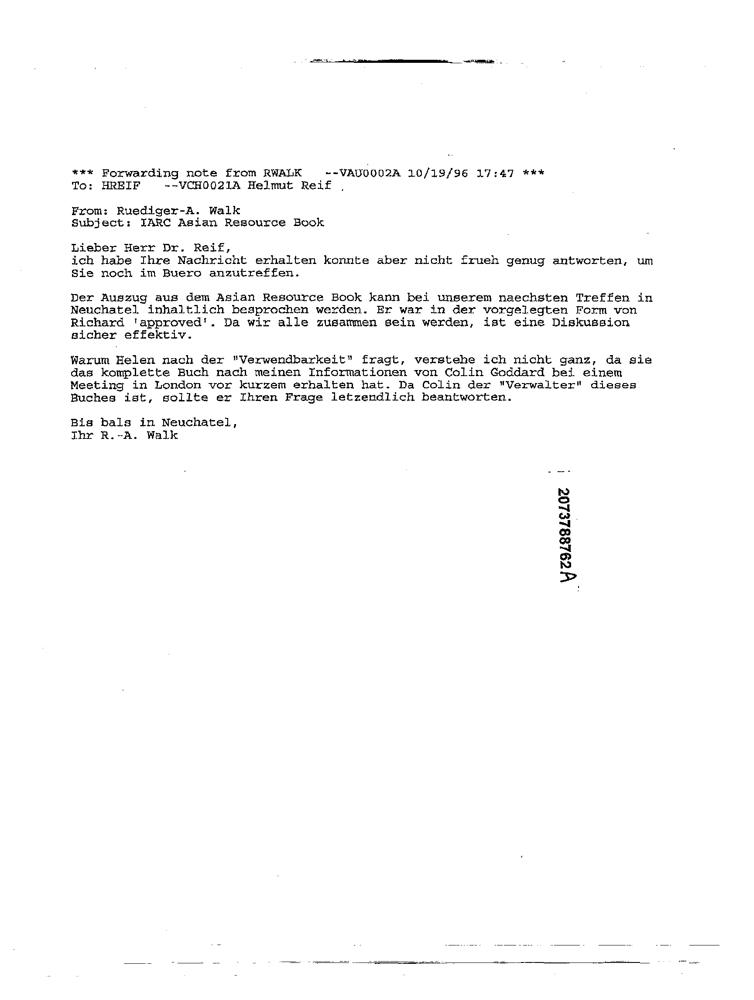 *** Forwarding note from RWALK --VAU0002A 10/19/96 17:47 ***
To: HREIF --VCH0021A Helmut Reif
From: Ruediger-A. Walk
Subject: IARC Asian Resource Book
Lieber Herr Dr. Reif,
ich habe Ihre Nachricht erhalten konnte aber nicht frueh genug antworten, um
Sie noch im Buero anzutreffen.
Der Auszug aus dem Asian Resource Book kann bei unserem naechsten Treffen in
Neuchatel inhaltlich besprochen werden. Er war in der vorgelegten Form von
Richard 'approved'. Da wir alle zusammen sein werden, ist eine Diskussion
sicher effektiv.
Warum Helen nach der "Verwendbarkeit" fragt, verstehe ich nicht ganz, da sie
das komplette Buch nach meinen Informationen von Colin Goddard bei einem
Meeting in London vor kurzem erhalten hat. Da Colin der "Verwalter" dieses
Buches ist, sollte er Ihren Frage letzendlich beantworten.
Bis bals in Neuchatel,
Ihr R.-A. Walk
2073788762A